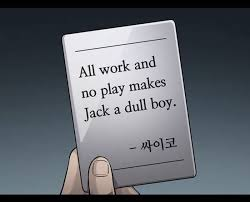 All work and
no play makes
Jack a dull boy.
- 싸이코